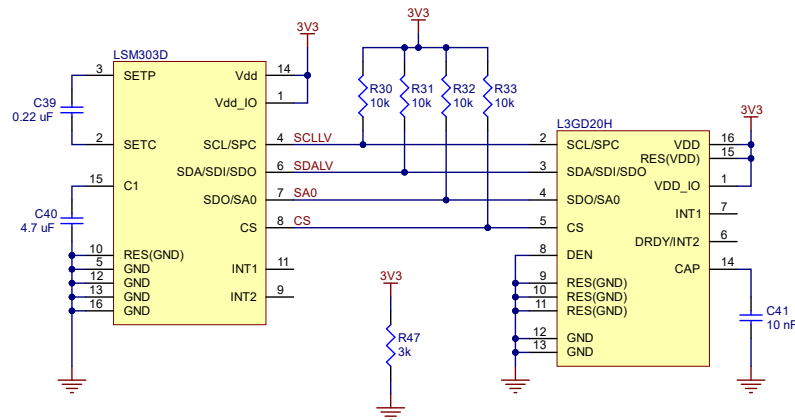 3V3
3V3
LSM303D
3 SETP Vdd 14
Vdd_IO 1
C39
0.22 uF
R30
10k
R31
10k
R32
10k
R33
10k
3V3
L3GD20H
2 SETC SCL/SPC 4 SCLLV
2 SCL/SPC VDD 16
RES(VDD) 15
SDA/SDI/SDO 6 SDALV
3 SDA/SDI/SDO
VDD_IO 1
15 C1
SDO/SA0 7 SA0
4 SDO/SA0
INT1 7
C40
4.7 uF
CS 8 CS
5 CS
DRDY/INT2 6
10 RES(GND)
5 GND
12 GND
13 GND
16 GND
INT1 11
INT2 9
8 DEN
CAP 14
9 RES(GND)
10 RES(GND)
11 RES(GND)
12 GND
13 GND
C41
10 nF
3V3
R47
3k